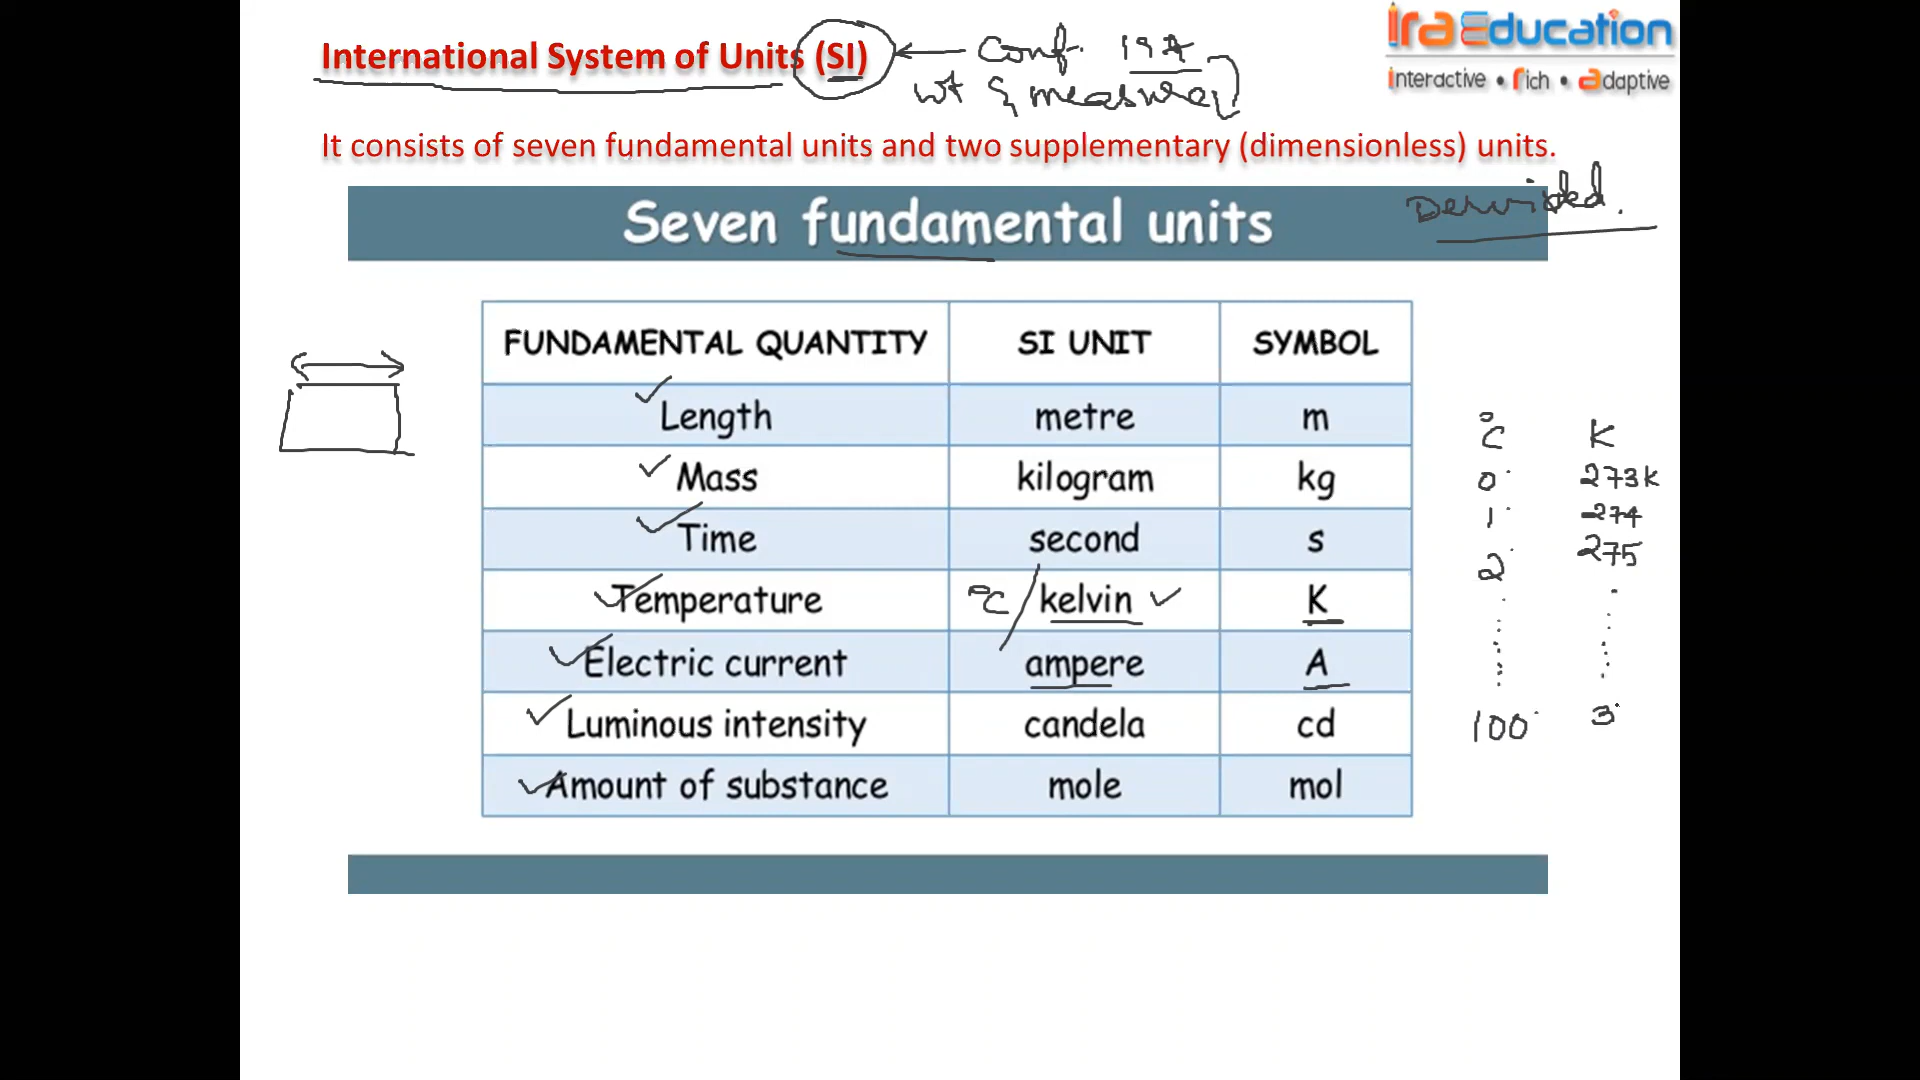 International System of Units (SI) Conf.
wt & measures
Ira Education
interactive • rich • adaptive
It consists of seven fundamental units and two supplementary (dimensionless) units.
Seven fundamental units
FUNDAMENTAL QUANTITY SI UNIT SYMBOL
Length metre m
Mass kilogram kg
Time second s
Temperature °C / kelvin K
Electric current ampere A
Luminous intensity candela cd
Amount of substance mole mol
°C K
0° 273K
1° 274
2° 275
100° 3